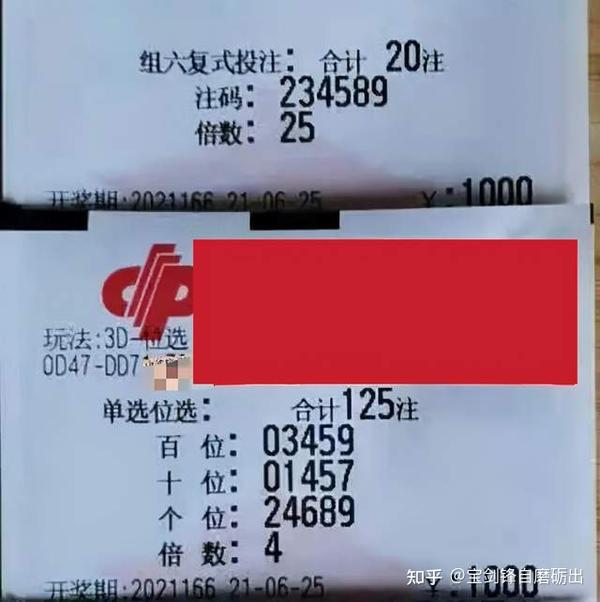 组六复式投注: 合计 20注
注码: 234589
倍数: 25
开奖期:2021166 21-06-25 ¥:1000
玩法:3D-位选
0D47-DD7
单选位选: 合计125注
百 位: 03459
十 位: 01457
个 位: 24689
倍 数: 4
开奖期:2021166 21-06-25 ¥:1000
知乎 @宝剑锋自磨砺出